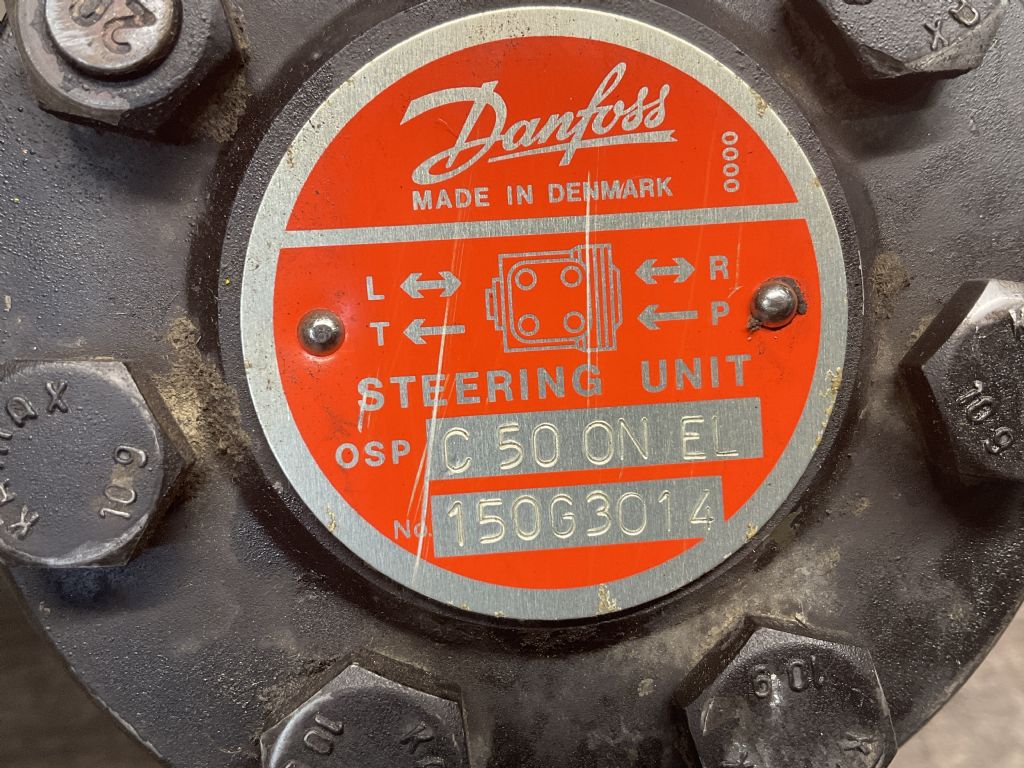 Danfoss
MADE IN DENMARK
0000
L R
T P
STEERING UNIT
OSP C 50 ON EL
No. 150G3014
KAMAX
10.9
10.9
10.9
10